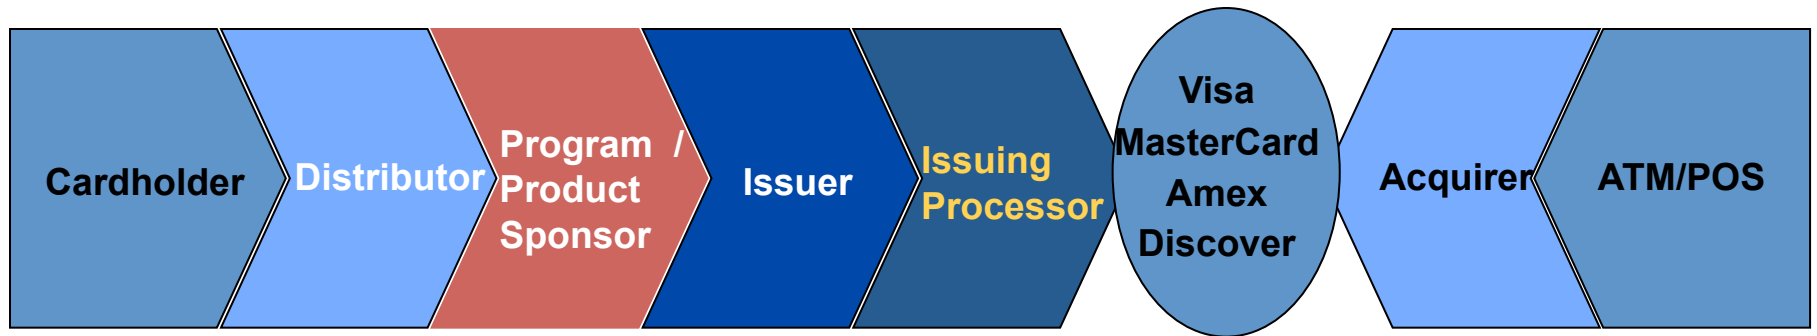 Cardholder
Distributor
Program /
Product
Sponsor
Issuer
Issuing
Processor
Visa
MasterCard
Amex
Discover
Acquirer
ATM/POS